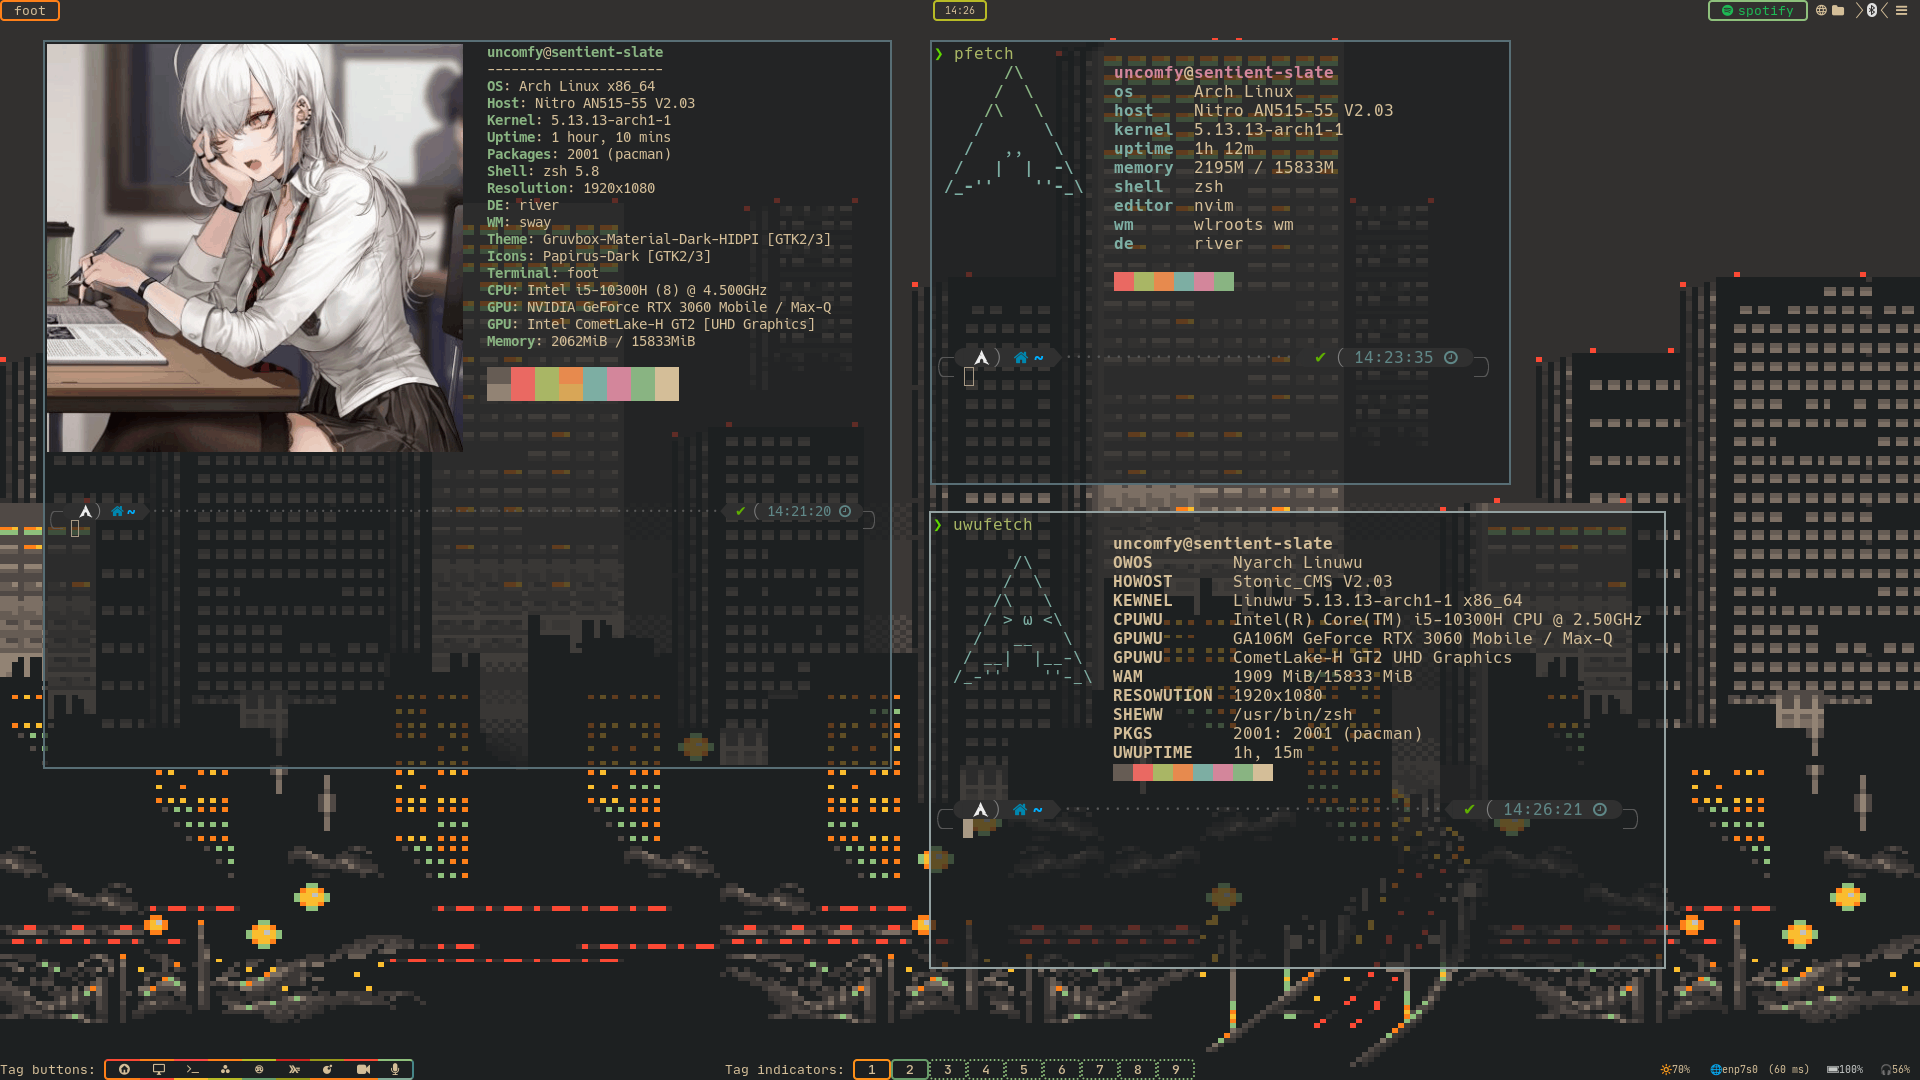 foot
14:26
spotify
uncomfy@sentient-slate
----------------------
OS: Arch Linux x86_64
Host: Nitro AN515-55 V2.03
Kernel: 5.13.13-arch1-1
Uptime: 1 hour, 10 mins
Packages: 2001 (pacman)
Shell: zsh 5.8
Resolution: 1920x1080
DE: river
WM: sway
Theme: Gruvbox-Material-Dark-HIDPI [GTK2/3]
Icons: Papirus-Dark [GTK2/3]
Terminal: foot
CPU: Intel i5-10300H (8) @ 4.500GHz
GPU: NVIDIA GeForce RTX 3060 Mobile / Max-Q
GPU: Intel CometLake-H GT2 [UHD Graphics]
Memory: 2062MiB / 15833MiB
~ ✔ 14:21:20
❯ pfetch
uncomfy@sentient-slate
os Arch Linux
host Nitro AN515-55 V2.03
kernel 5.13.13-arch1-1
uptime 1h 12m
memory 2195M / 15833M
shell zsh
editor nvim
wm wlroots wm
de river
~ ✔ 14:23:35
❯ uwufetch
uncomfy@sentient-slate
OWOS Nyarch Linuwu
HOWOST Stonic_CMS V2.03
KEWNEL Linuwu 5.13.13-arch1-1 x86_64
CPUWU Intel(R) Core(TM) i5-10300H CPU @ 2.50GHz
GPUWU GA106M GeForce RTX 3060 Mobile / Max-Q
GPUWU CometLake-H GT2 UHD Graphics
WAM 1909 MiB/15833 MiB
RESOWUTION 1920x1080
SHEWW /usr/bin/zsh
PKGS 2001: 2001 (pacman)
UWUPTIME 1h, 15m
~ ✔ 14:26:21
Tag buttons:
Tag indicators: 1 2 3 4 5 6 7 8 9
70% enp7s0 (60 ms) 100% 56%